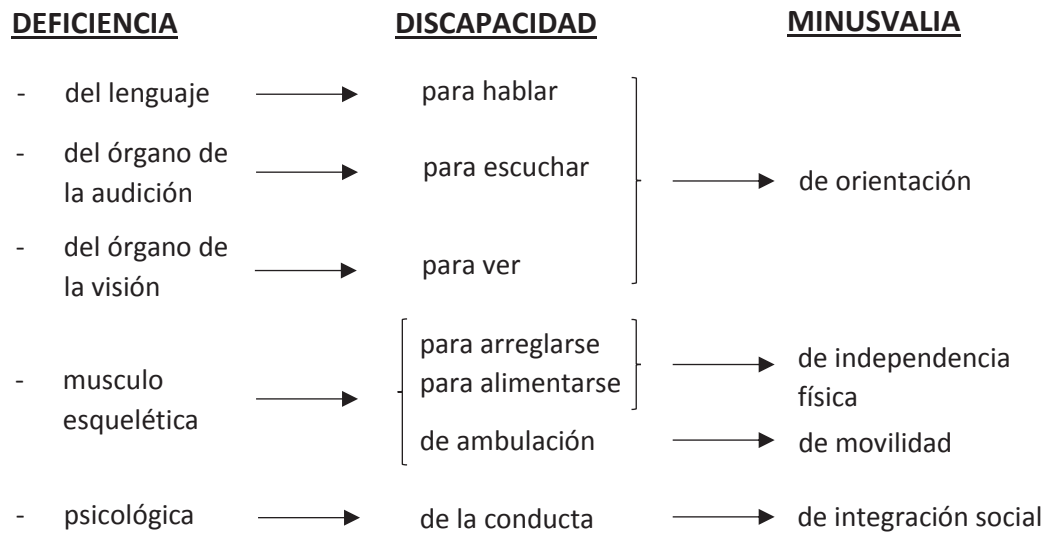 DEFICIENCIA DISCAPACIDAD MINUSVALIA
- del lenguaje para hablar
- del órgano de
la audición
para escuchar
de orientación
- del órgano de
la visión
para ver
- musculo
esquelética
para arreglarse
para alimentarse
de independencia
física
de ambulación de movilidad
- psicológica de la conducta de integración social